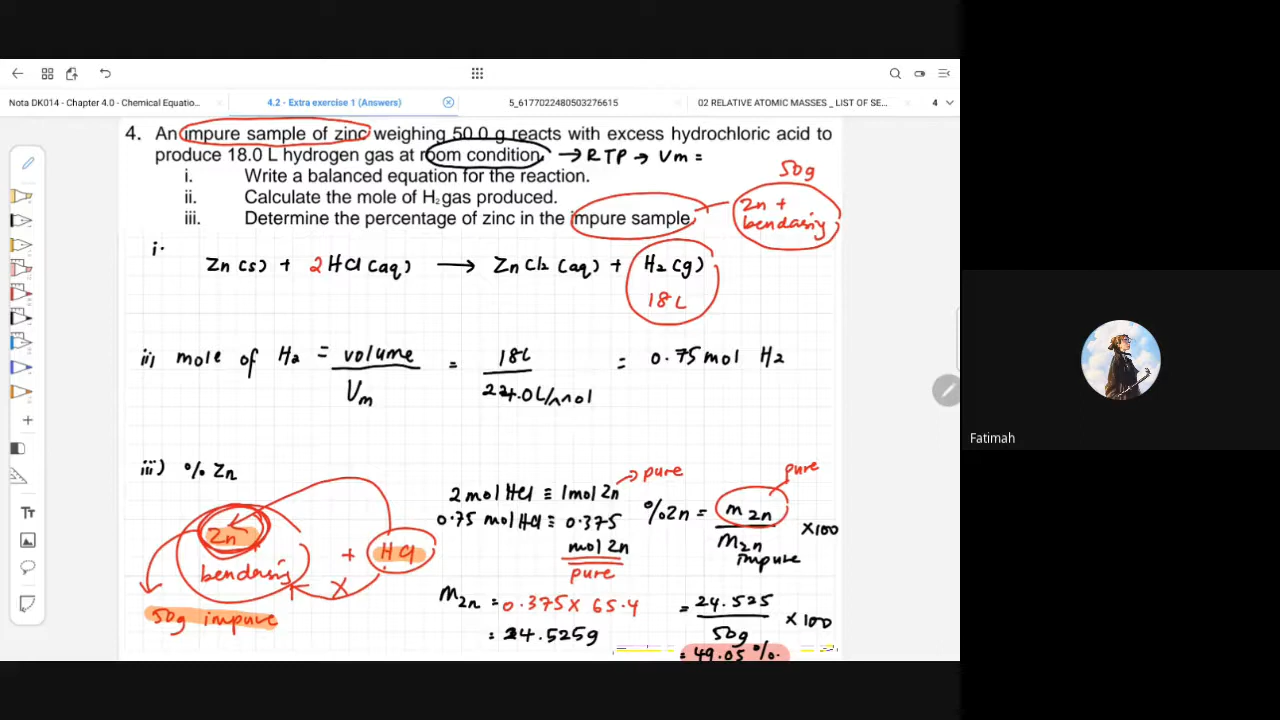 Nota DK014 - Chapter 4.0 - Chemical Equatio...
4.2 - Extra exercise 1 (Answers)
5_6177022480503276615
02 RELATIVE ATOMIC MASSES _ LIST OF SE...
4
4. An impure sample of zinc weighing 50.0 g reacts with excess hydrochloric acid to
produce 18.0 L hydrogen gas at room condition. → RTP → Vm =
i. Write a balanced equation for the reaction.
ii. Calculate the mole of H₂ gas produced.
iii. Determine the percentage of zinc in the impure sample.
50g
Zn +
bendasing
i.
Zn(s) + 2HCl(aq) → ZnCl₂(aq) + H₂(g)
18L
ii) mole of H₂ = volume / Vm = 18L / 24.0L/mol = 0.75mol H₂
iii) % Zn
Zn
bendasing
+ HCl
X
50g impure
→ pure
2 mol HCl ≡ 1 mol Zn
0.75 mol HCl ≡ 0.375
mol Zn
pure
M Zn = 0.375 x 65.4
= 24.525g
pure
% Zn = m Zn / M Zn impure x100
= 24.525 / 50g x 100
= 49.05 %.
Tт
Fatimah